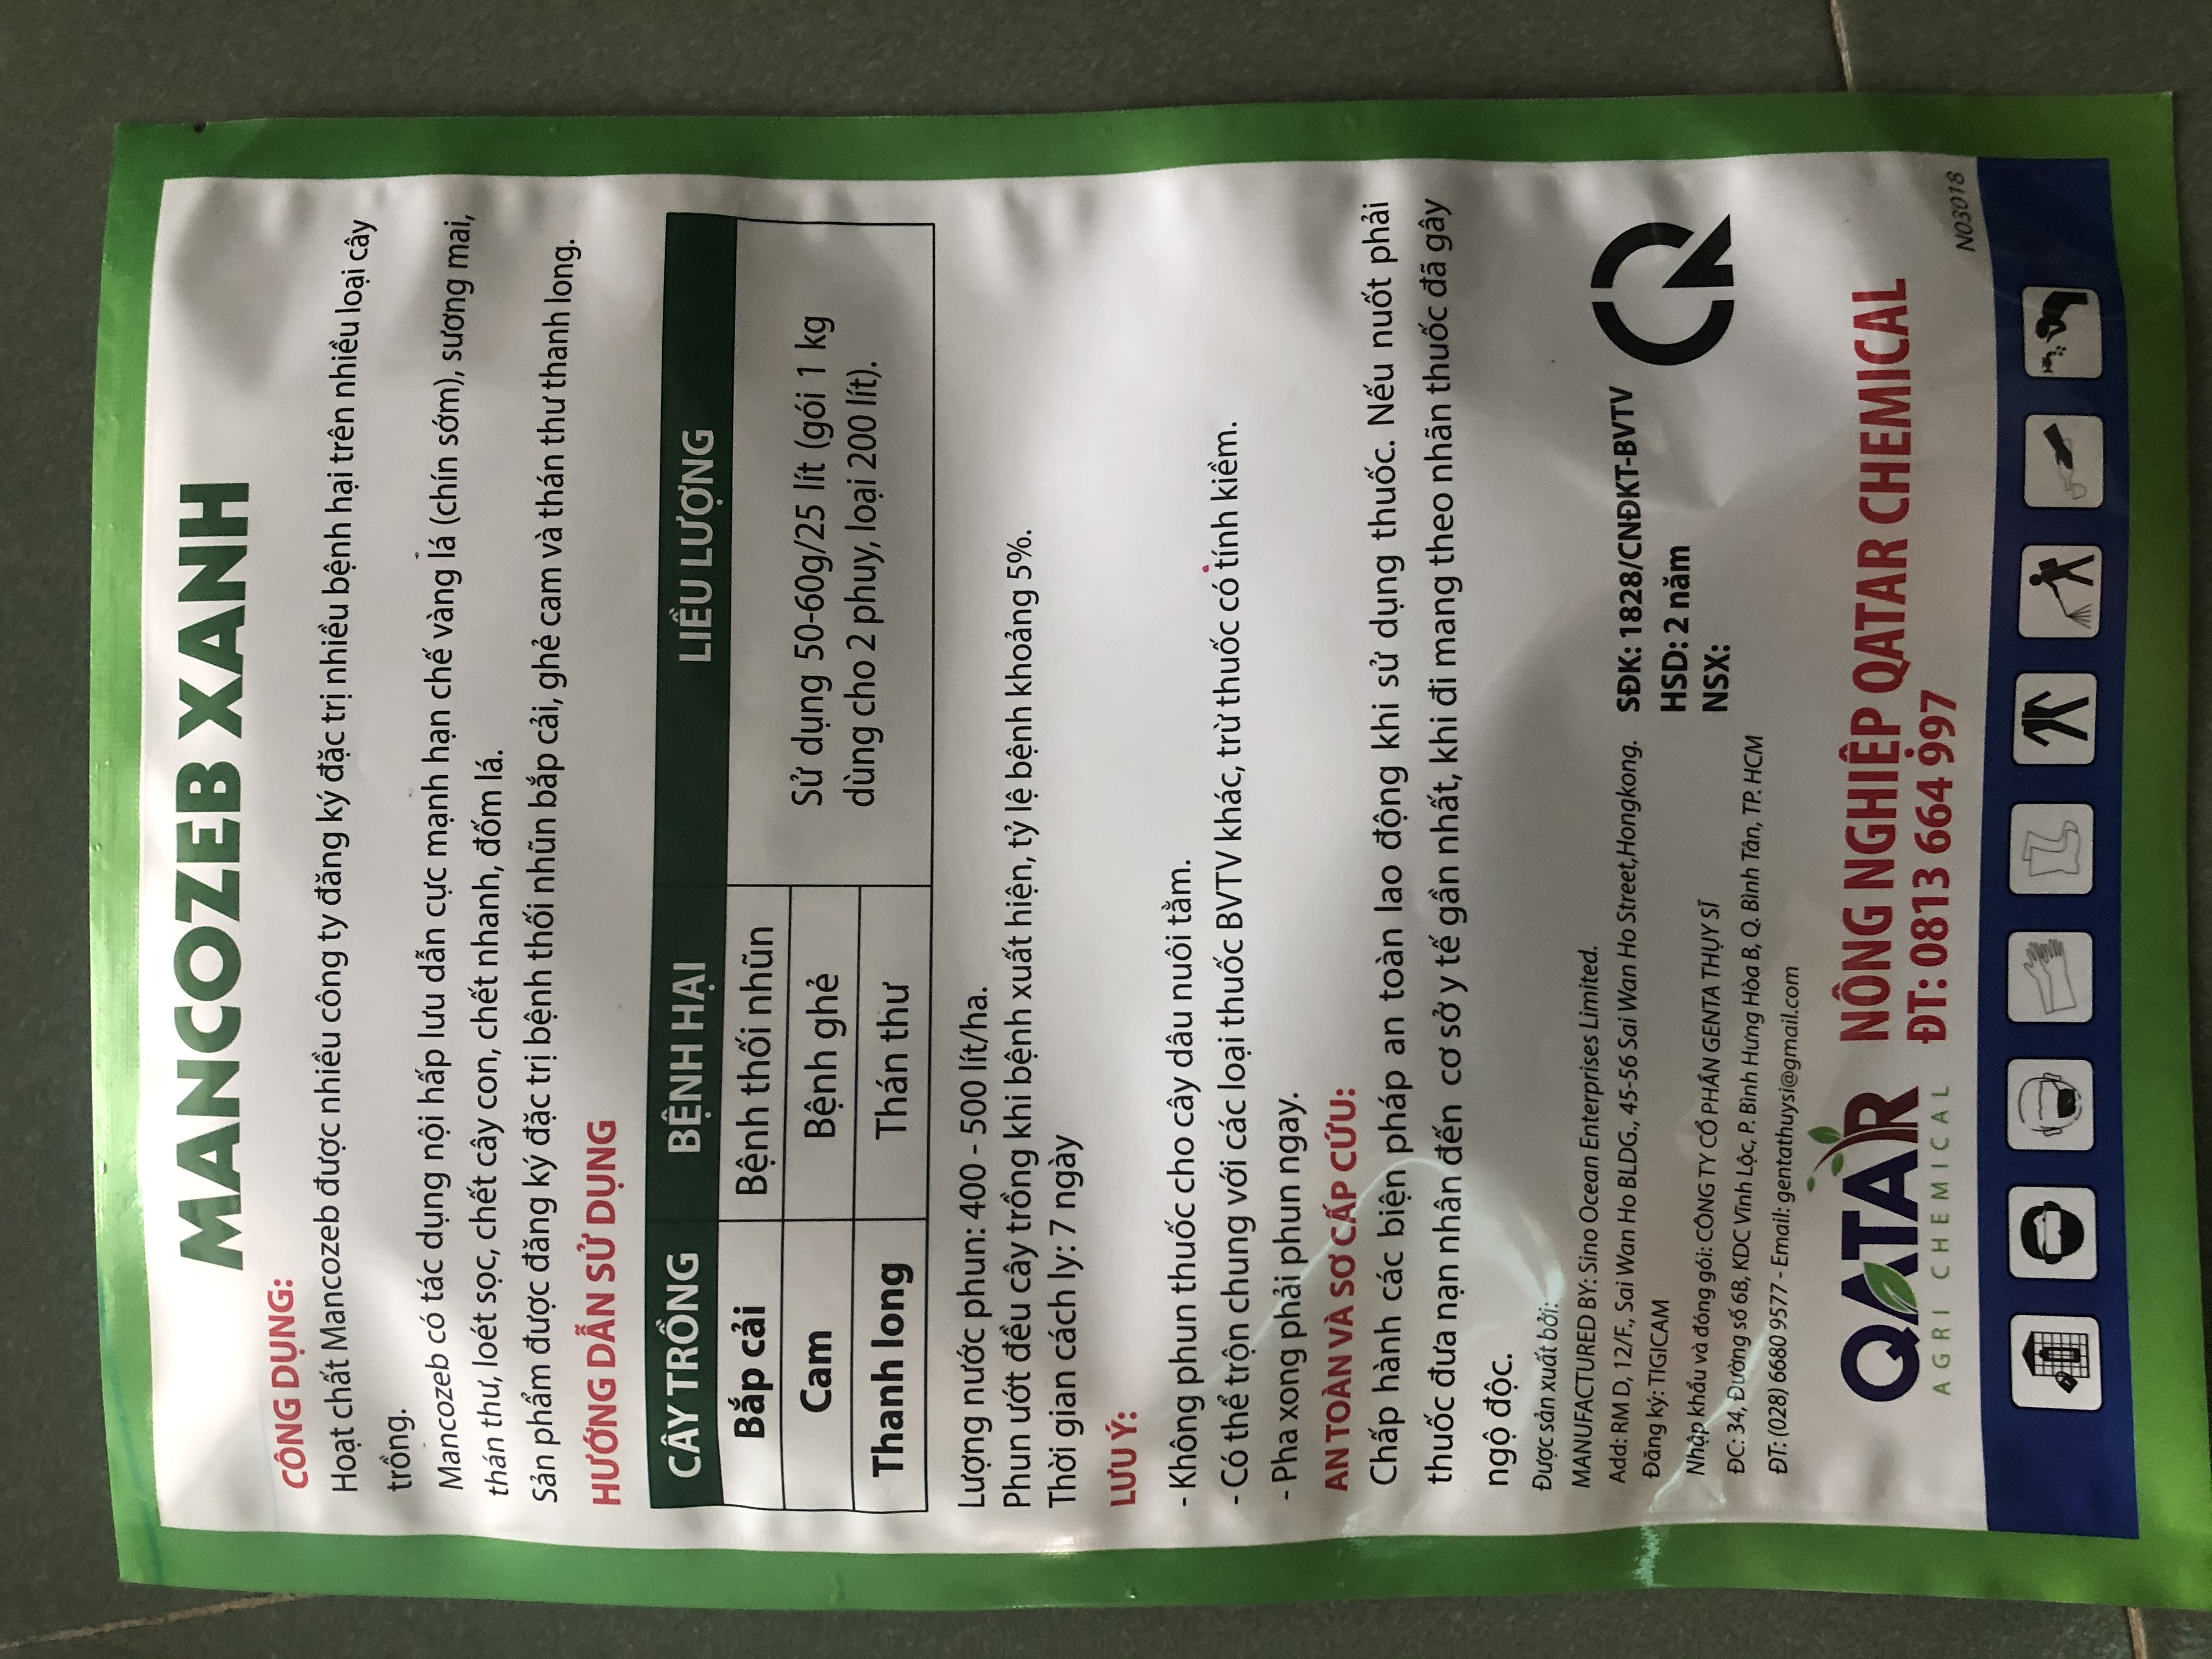 MANCOZEB XANH
CÔNG DỤNG:
Hoạt chất Mancozeb được nhiều công ty đăng ký đặc trị nhiều bệnh hại trên nhiều loại cây
trồng.
Mancozeb có tác dụng nội hấp lưu dẫn cực mạnh hạn chế vàng lá (chín sớm), sương mai,
thán thư, loét sọc, chết cây con, chết nhanh, đốm lá.
Sản phẩm được đăng ký đặc trị bệnh thối nhũn bắp cải, ghẻ cam và thán thư thanh long.
HƯỚNG DẪN SỬ DỤNG
CÂY TRỒNG BỆNH HẠI LIỀU LƯỢNG
Bắp cải Bệnh thối nhũn
Cam Bệnh ghẻ
Thanh long Thán thư
Sử dụng 50-60g/25 lít (gói 1 kg
dùng cho 2 phuy, loại 200 lít).
Lượng nước phun: 400 - 500 lít/ha.
Phun ướt đều cây trồng khi bệnh xuất hiện, tỷ lệ bệnh khoảng 5%.
Thời gian cách ly: 7 ngày
LƯU Ý:
- Không phun thuốc cho cây dâu nuôi tằm.
- Có thể trộn chung với các loại thuốc BVTV khác, trừ thuốc có tính kiềm.
- Pha xong phải phun ngay.
AN TOÀN VÀ SƠ CẤP CỨU:
Chấp hành các biện pháp an toàn lao động khi sử dụng thuốc. Nếu nuốt phải
thuốc đưa nạn nhân đến cơ sở y tế gần nhất, khi đi mang theo nhãn thuốc đã gây
ngộ độc.
Được sản xuất bởi:
MANUFACTURED BY: Sino Ocean Enterprises Limited.
Add: RM D, 12/F., Sai Wan Ho BLDG., 45-56 Sai Wan Ho Street,Hongkong.
Đăng ký: TIGICAM
Nhập khẩu và đóng gói: CÔNG TY CỔ PHẦN GENTA THỤY SĨ
ĐC: 34, Đường số 6B, KDC Vĩnh Lộc, P. Bình Hưng Hòa B, Q. Bình Tân, TP. HCM
ĐT: (028) 6680 9577 - Email: gentathuysi@gmail.com
SĐK: 1828/CNĐKT-BVTV
HSD: 2 năm
NSX:
QATAR
AGRI CHEMICAL
NÔNG NGHIỆP QATAR CHEMICAL
ĐT: 0813 664 997
N03018